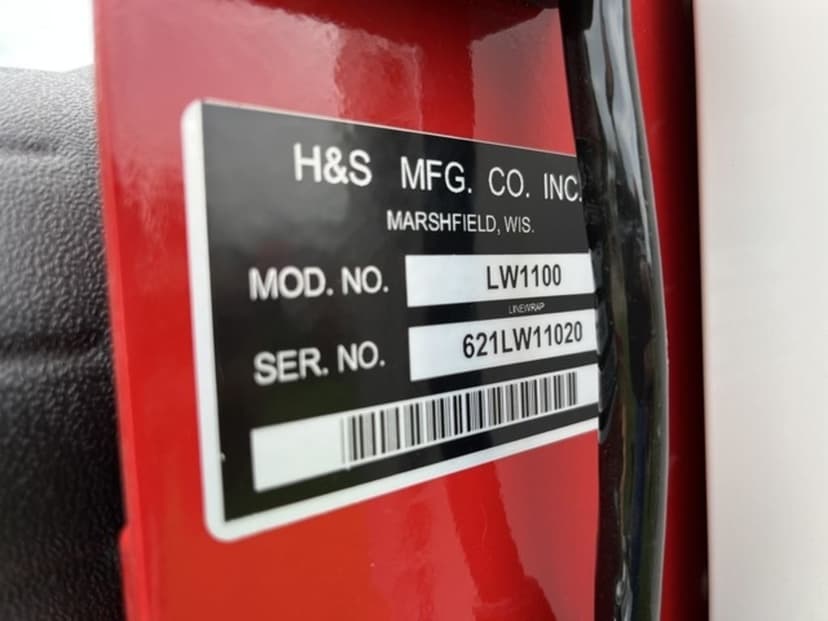 H&S MFG. CO. INC.
MARSHFIELD, WIS.
MOD. NO. LW1100
LINEWRAP
SER. NO. 621LW11020